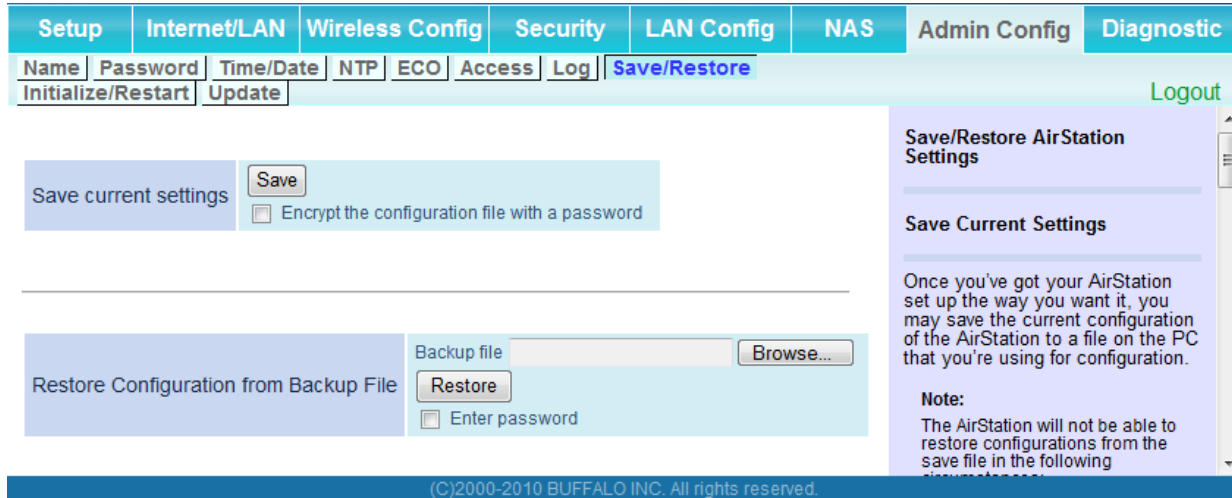 Setup Internet/LAN Wireless Config Security LAN Config NAS Admin Config Diagnostic
Name Password Time/Date NTP ECO Access Log Save/Restore
Initialize/Restart Update
Logout
Save current settings
Save
Encrypt the configuration file with a password
Restore Configuration from Backup File
Backup file
Browse...
Restore
Enter password
Save/Restore AirStation
Settings
Save Current Settings
Once you've got your AirStation
set up the way you want it, you
may save the current configuration
of the AirStation to a file on the PC
that you're using for configuration.
Note:
The AirStation will not be able to
restore configurations from the
save file in the following
(C)2000-2010 BUFFALO INC. All rights reserved.